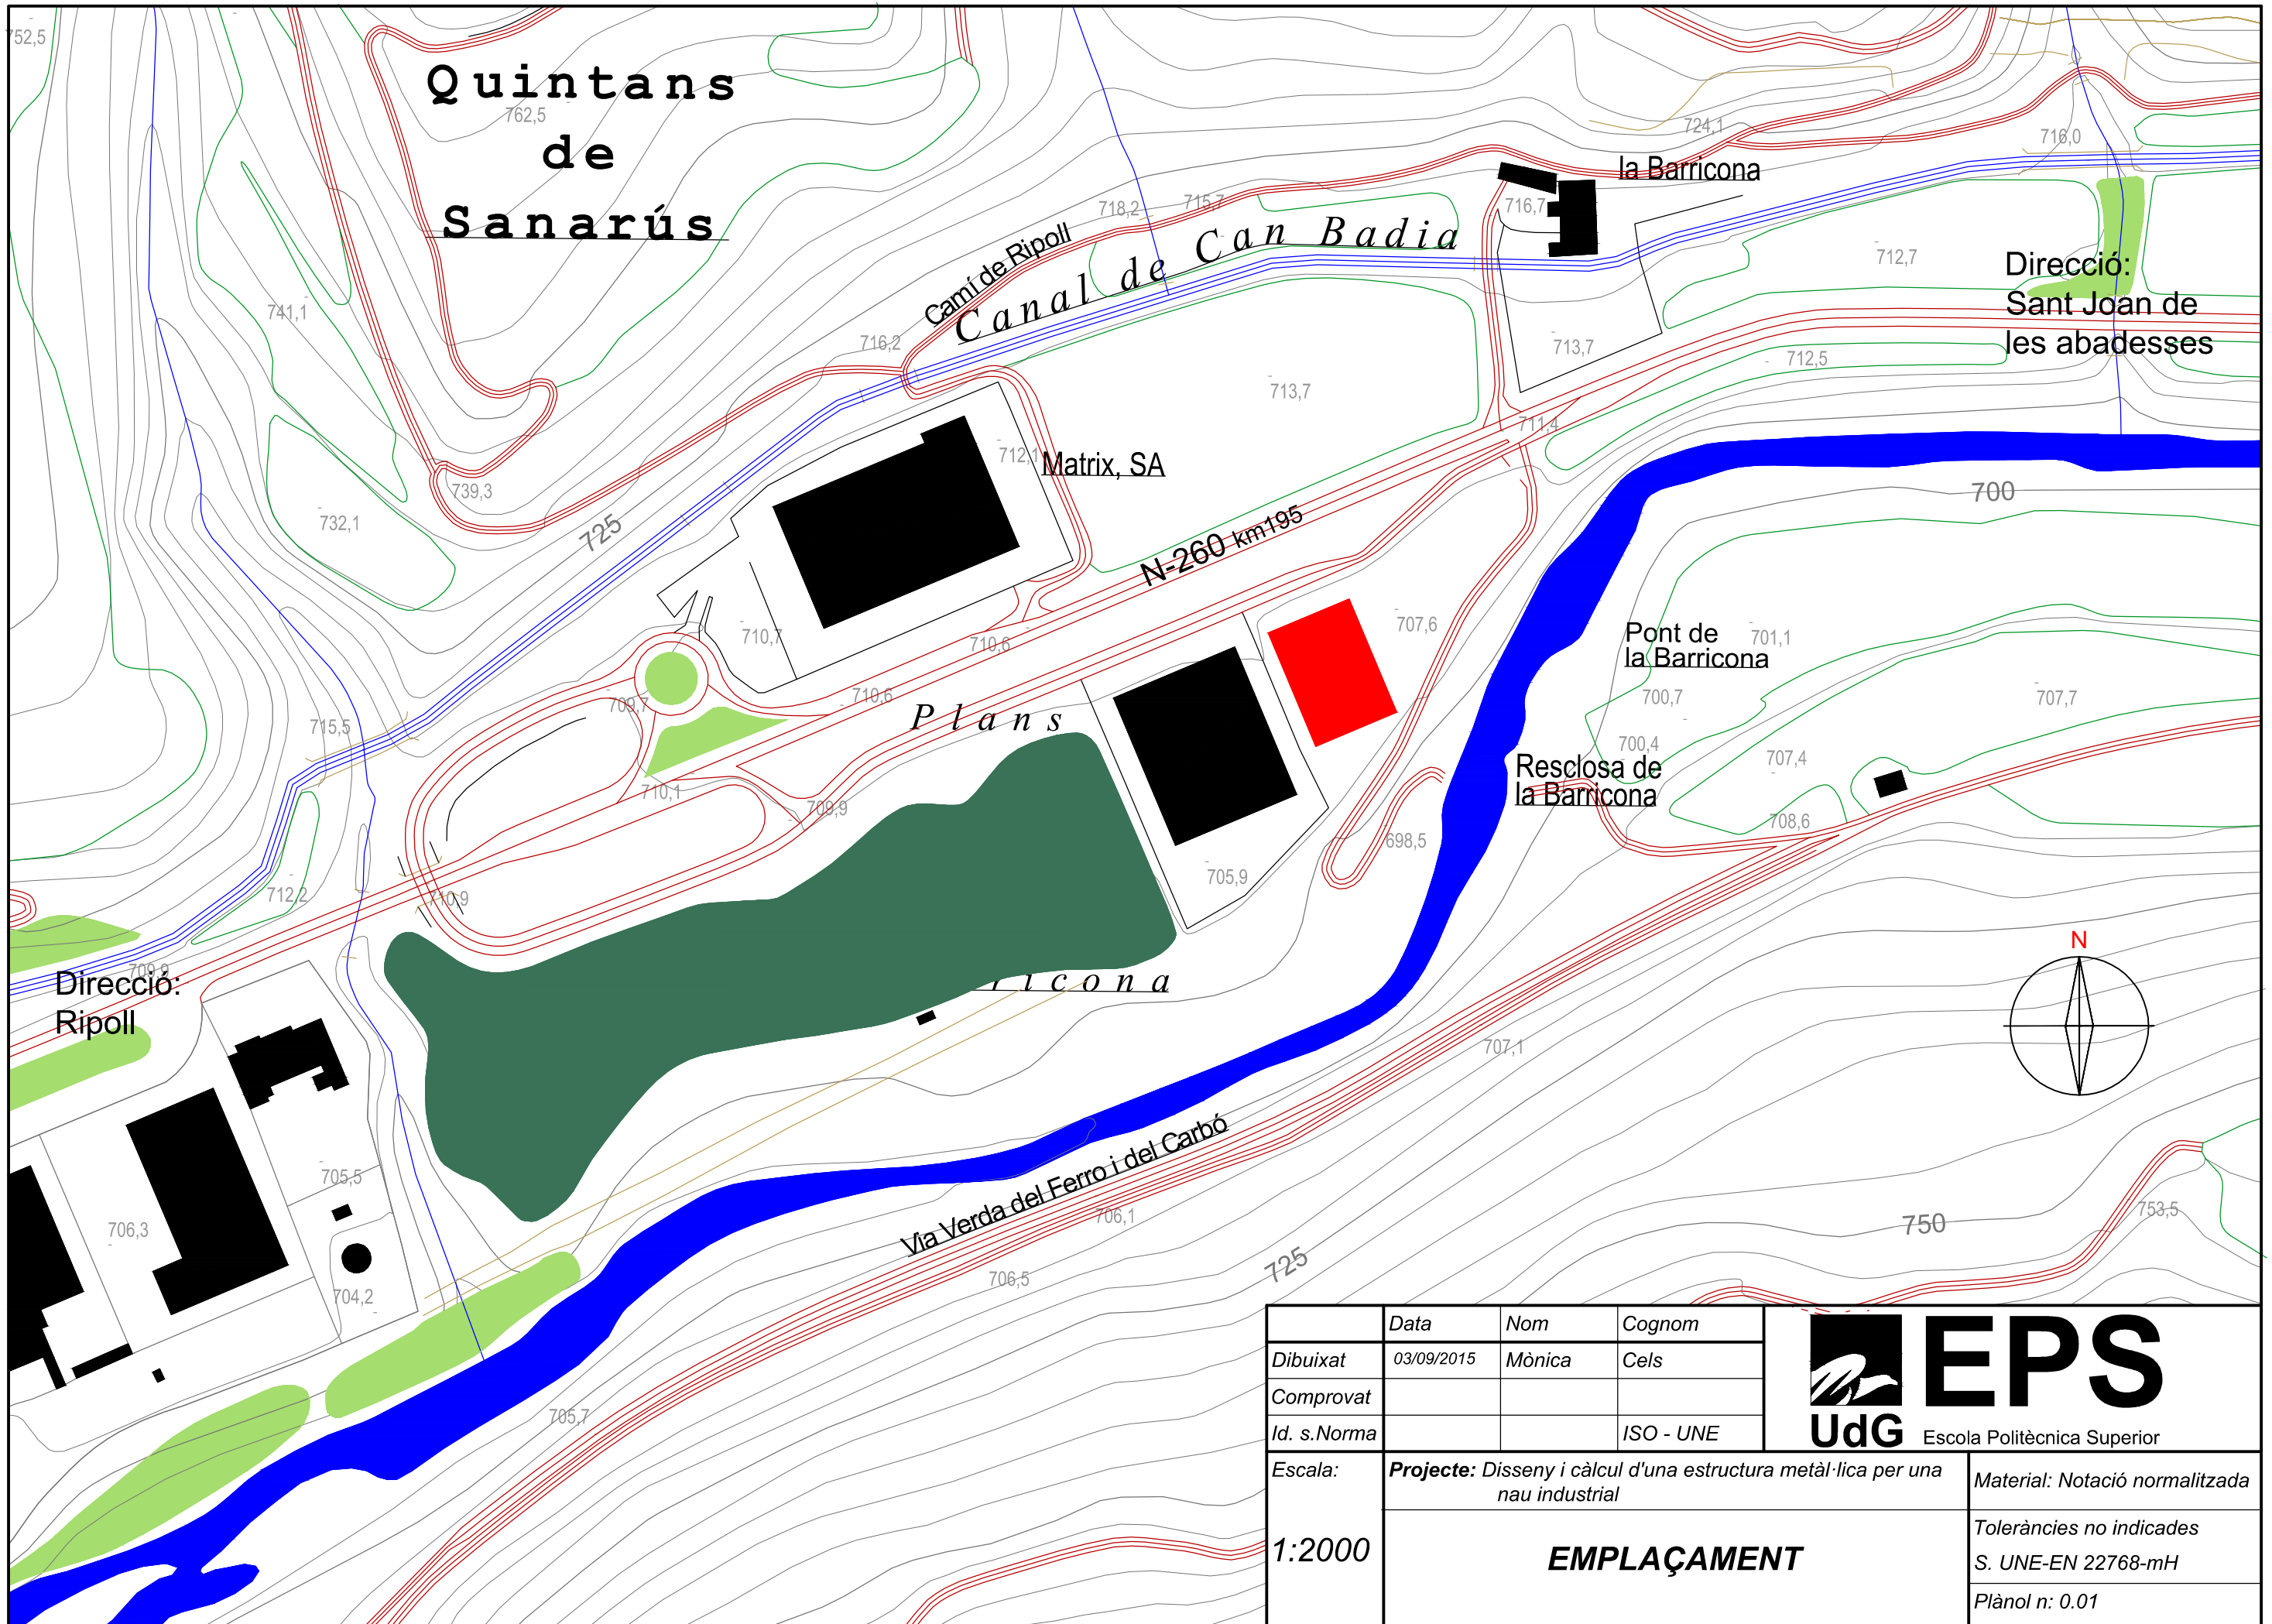 752,5
Quintans
de
Sanarús
762,5
741,1
732,1
739,3
725
715,5
712,2
709,9
Direcció:
Ripoll
718,2
715,7
Camí de Ripoll
Canal de Can Badia
716,2
724,1
la Barricona
716,7
716,0
712,7
Direcció:
Sant Joan de
les abadesses
713,7
713,7
712,5
711,4
712,1
Matrix, SA
N-260 km195
700
710,7
710,6
710,6
709,7
710,1
709,9
710,9
Plans
707,6
Pont de
la Barricona
701,1
700,7
700,4
707,7
707,4
708,6
Resclosa de
la Barricona
698,5
705,9
ricona
N
707,1
Via Verda del Ferro i del Carbó
706,1
706,5
725
750
753,5
705,5
706,3
704,2
705,7
Data Nom Cognom
Dibuixat 03/09/2015 Mònica Cels
Comprovat
Id. s.Norma ISO - UNE
UdG EPS
Escola Politècnica Superior
Escala:
1:2000
Projecte: Disseny i càlcul d'una estructura metàl·lica per una
nau industrial
EMPLAÇAMENT
Material: Notació normalitzada
Toleràncies no indicades
S. UNE-EN 22768-mH
Plànol n: 0.01